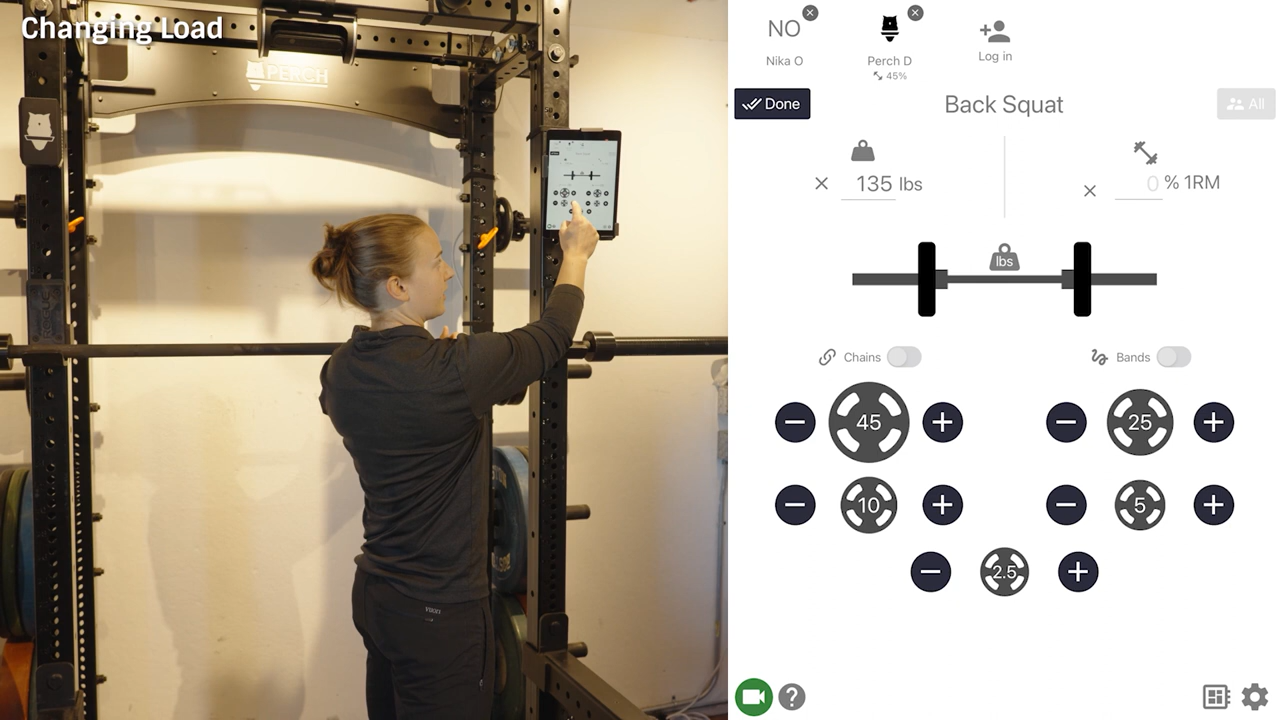 Changing Load
PERCH
NO
Nika O
Perch D
45%
Log in
Done
Back Squat
All
135 lbs
0 % 1RM
lbs
Chains
Bands
45
25
10
5
2.5